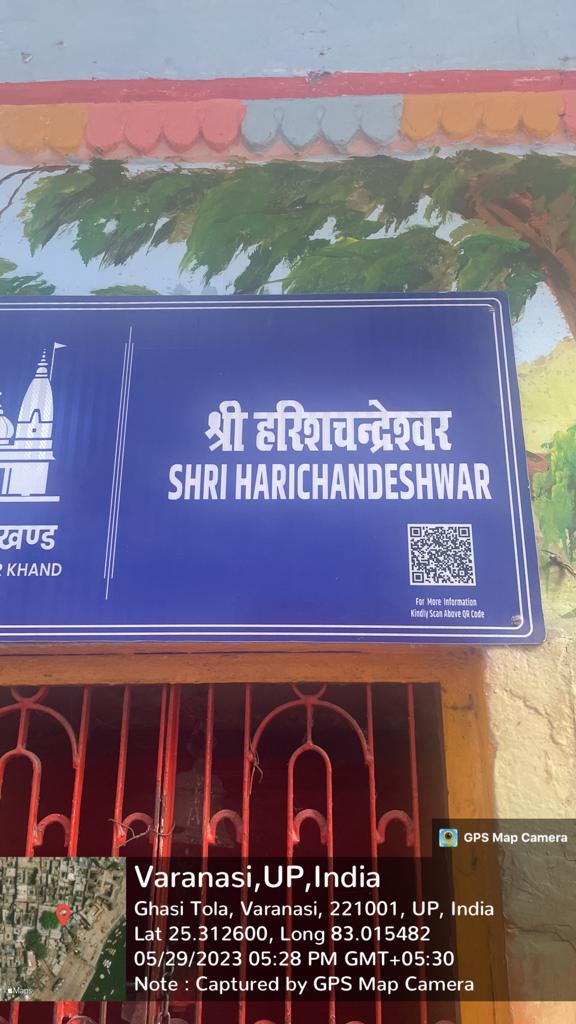 खण्ड
R KHAND
श्री हरिशचन्द्रेश्वर
SHRI HARICHANDESHWAR
For More Information
Kindly Scan Above QR Code
GPS Map Camera
Varanasi,UP,India
Ghasi Tola, Varanasi, 221001, UP, India
Lat 25.312600, Long 83.015482
05/29/2023 05:28 PM GMT+05:30
Note : Captured by GPS Map Camera
Maps